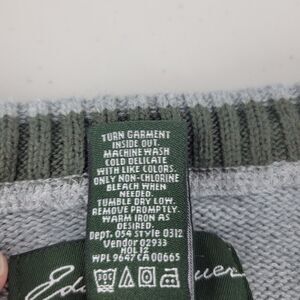 TURN GARMENT
INSIDE OUT.
MACHINE WASH
COLD DELICATE
WITH LIKE COLORS.
ONLY NON-CHLORINE
BLEACH WHEN
NEEDED.
TUMBLE DRY LOW.
REMOVE PROMPTLY.
WARM IRON AS
DESIRED.
Dept. 054 Style 0312
Vendor 02933
HOL12
WPL 9647 CA 00665